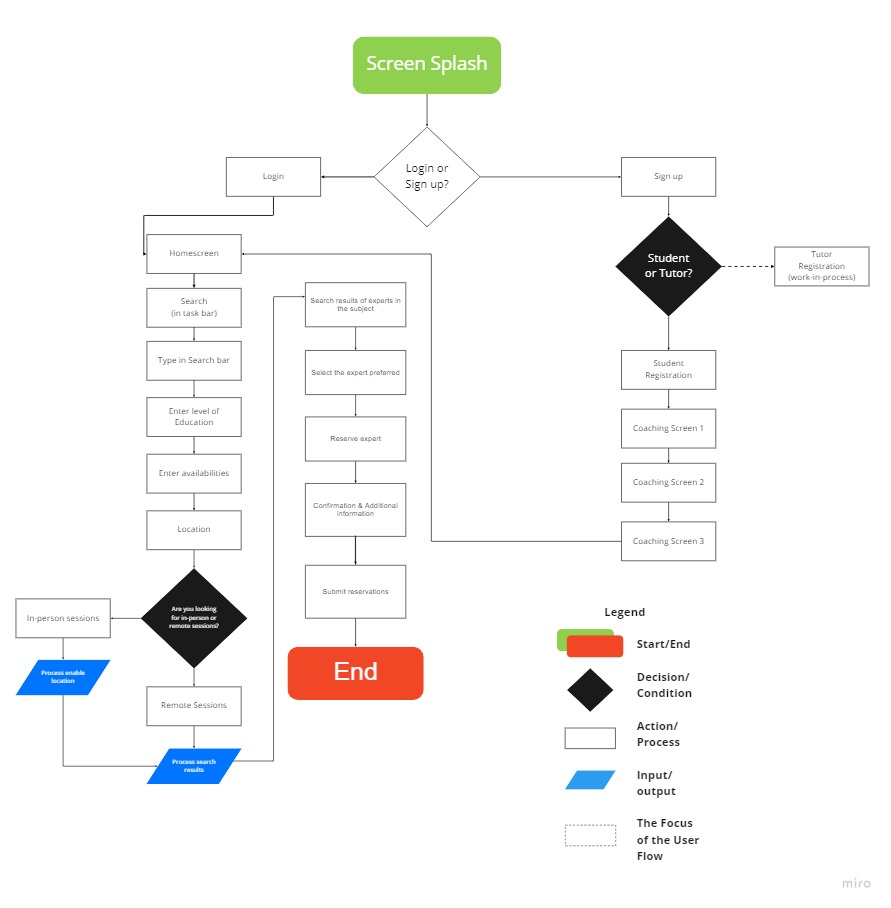 Screen Splash
Login or
Sign up?
Login
Sign up
Student
or Tutor?
Tutor
Registration
(work-in-process)
Homescreen
Search
(in task bar)
Type in Search bar
Enter level of
Education
Enter availabilities
Location
Are you looking
for in-person or
remote sessions?
In-person sessions
Process enable
location
Remote Sessions
Process search
results
Search results of experts in
the subject
Select the expert preferred
Reserve expert
Confirmation & Additional
information
Submit reservations
End
Student
Registration
Coaching Screen 1
Coaching Screen 2
Coaching Screen 3
Legend
Start/End
Decision/
Condition
Action/
Process
Input/
output
The Focus
of the User
Flow
miro